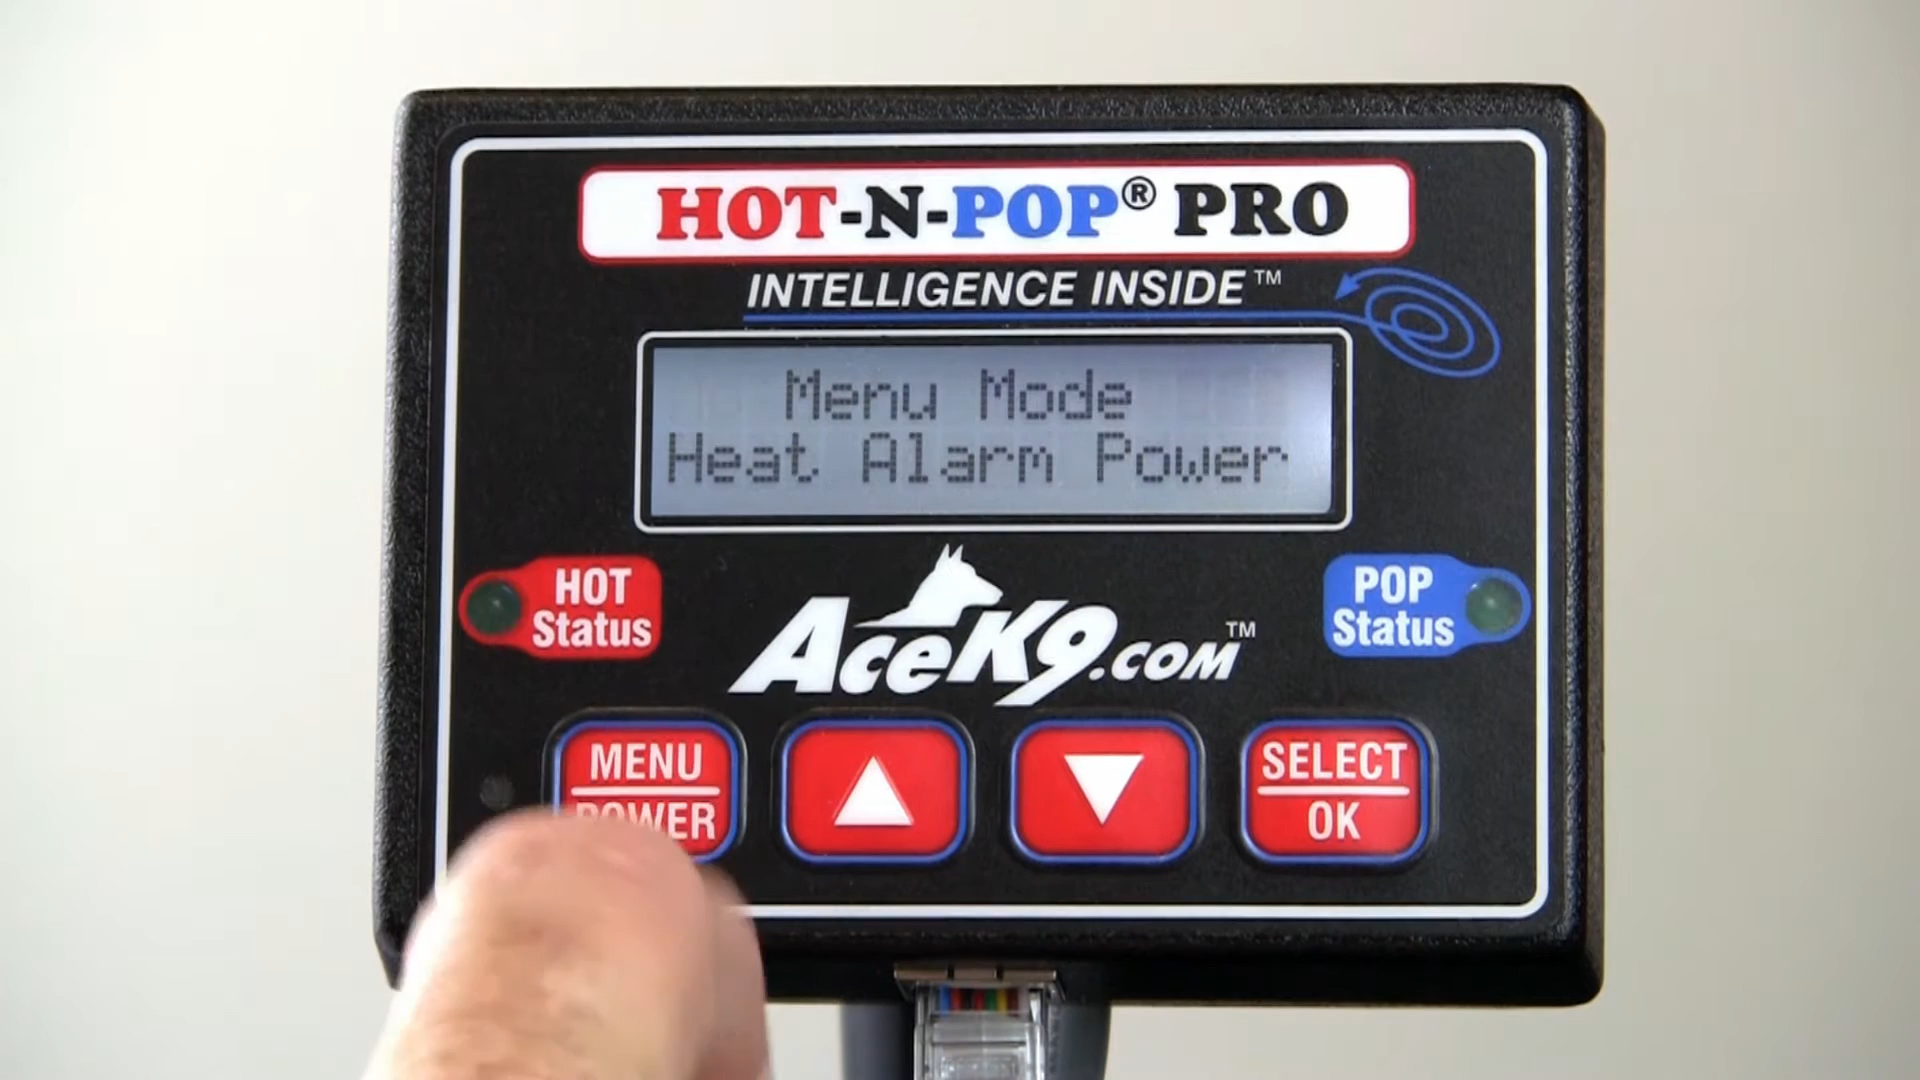 HOT-N-POP® PRO
INTELLIGENCE INSIDE™
Menu Mode
Heat Alarm Power
HOT
Status
POP
Status
ACEK9.COM™
MENU
POWER
SELECT
OK